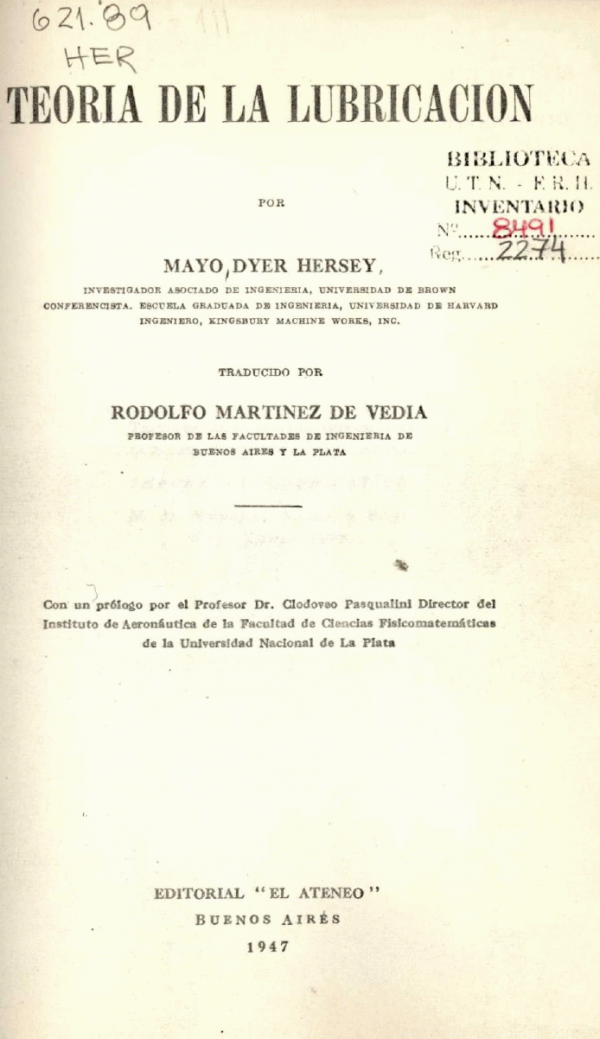 621.89
HER
TEORIA DE LA LUBRICACION
BIBLIOTECA
U. T. N. - F. R. H.
INVENTARIO
Nº 8491
Reg. 2274
POR
MAYO DYER HERSEY,
INVESTIGADOR ASOCIADO DE INGENIERIA, UNIVERSIDAD DE BROWN
CONFERENCISTA. ESCUELA GRADUADA DE INGENIERIA, UNIVERSIDAD DE HARVARD
INGENIERO, KINGSBURY MACHINE WORKS, INC.
TRADUCIDO POR
RODOLFO MARTINEZ DE VEDIA
PROFESOR DE LAS FACULTADES DE INGENIERIA DE
BUENOS AIRES Y LA PLATA
Con un prólogo por el Profesor Dr. Clodoveo Pasqualini Director del
Instituto de Aeronáutica de la Facultad de Ciencias Fisicomatemáticas
de la Universidad Nacional de La Plata
EDITORIAL "EL ATENEO"
BUENOS AIRES
1947